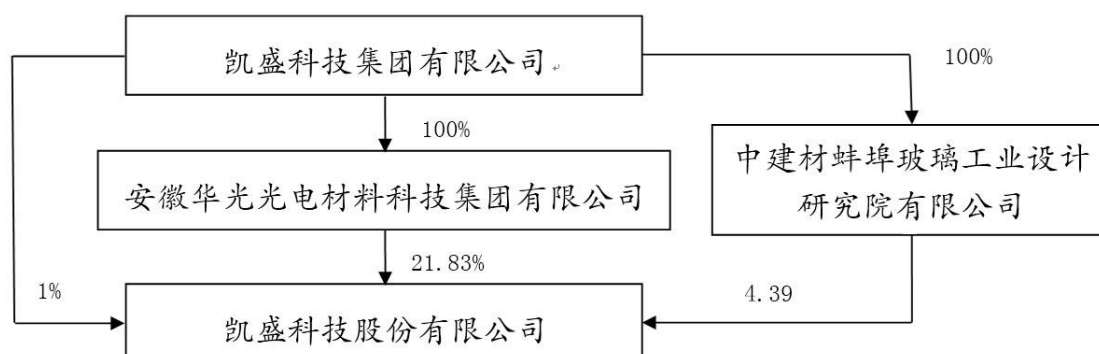 凯盛科技集团有限公司
100%
100%
中建材蚌埠玻璃工业设计
研究院有限公司
安徽华光光电材料科技集团有限公司
21.83%
1%
4.39
凯盛科技股份有限公司